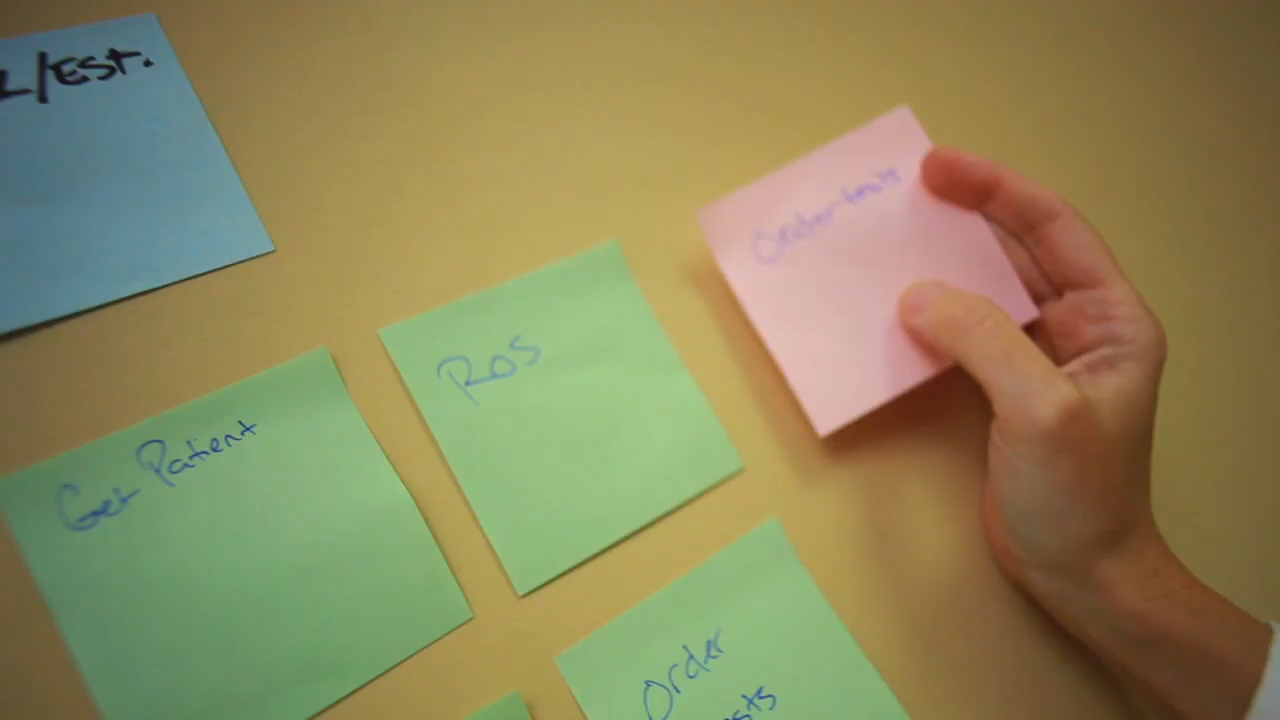 /EST.
Order tests
ROS
Get Patient
Order